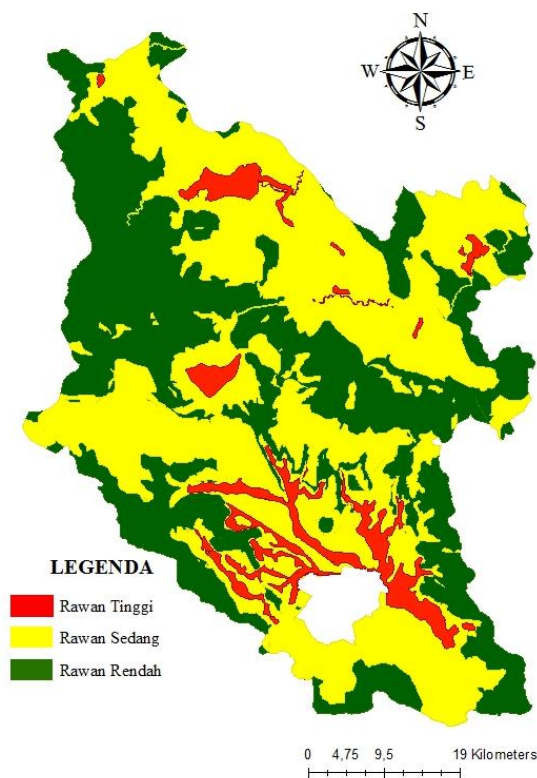 N
W E
S
LEGENDA
Rawan Tinggi
Rawan Sedang
Rawan Rendah
0 4,75 9,5 19 Kilometers